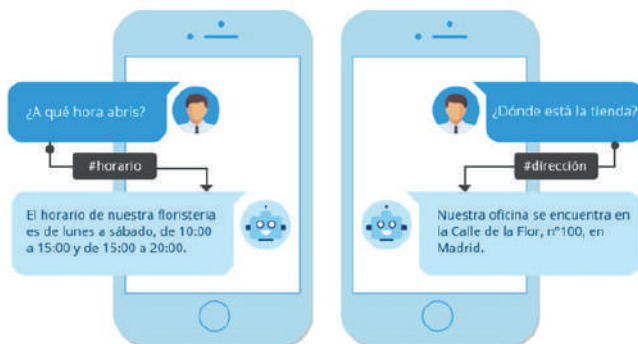 ¿A qué hora abrís?
#horario
El horario de nuestra floristeria
es de lunes a sábado, de 10:00
a 15:00 y de 15:00 a 20:00.
¿Dónde está la tienda?
#dirección
Nuestra oficina se encuentra en
la Calle de la Flor, nº100, en
Madrid.